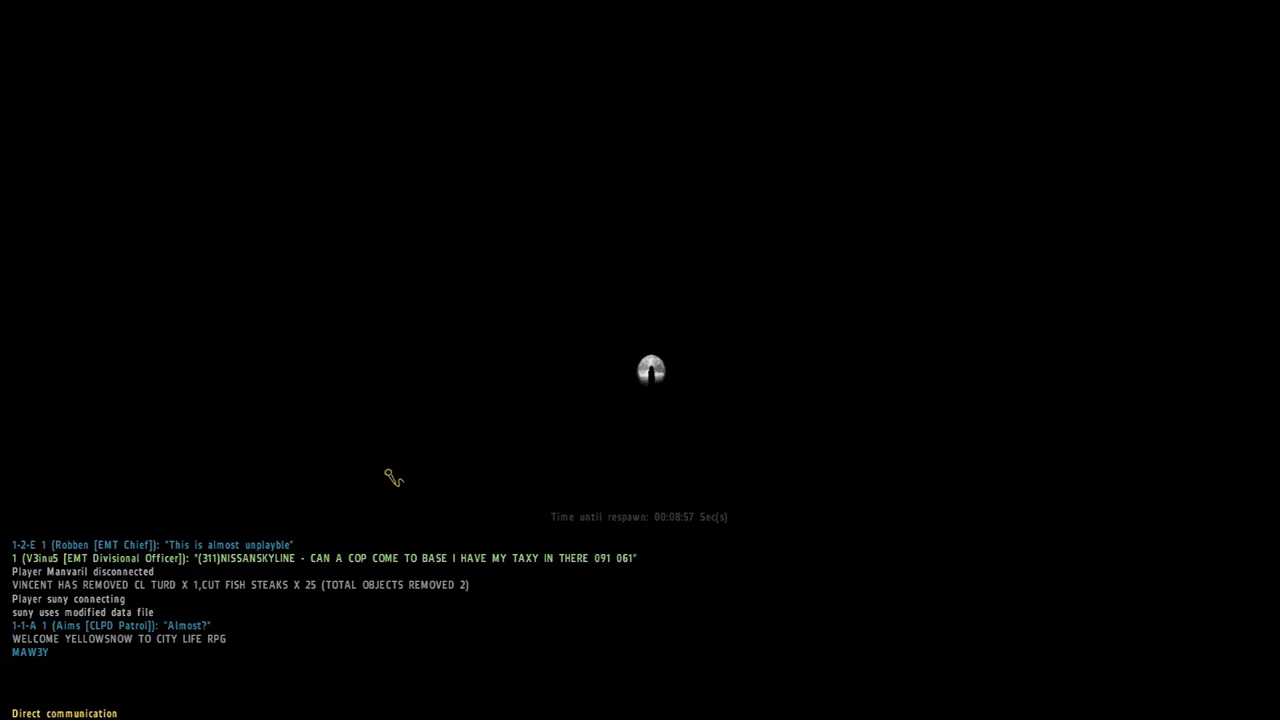 Time until respawn: 00:08:57 Sec(s)
1-2-E 1 (Robben [EMT Chief]): "This is almost unplayble"
1 (V3inu5 [EMT Divisional Officer]): "(311)NISSANSKYLINE - CAN A COP COME TO BASE I HAVE MY TAXY IN THERE 091 061"
Player Manvaril disconnected
VINCENT HAS REMOVED CL TURD X 1,CUT FISH STEAKS X 25 (TOTAL OBJECTS REMOVED 2)
Player suny connecting
suny uses modified data file
1-1-A 1 (Aims [CLPD Patrol]): "Almost?"
WELCOME YELLOWSNOW TO CITY LIFE RPG
MAW3Y
Direct communication